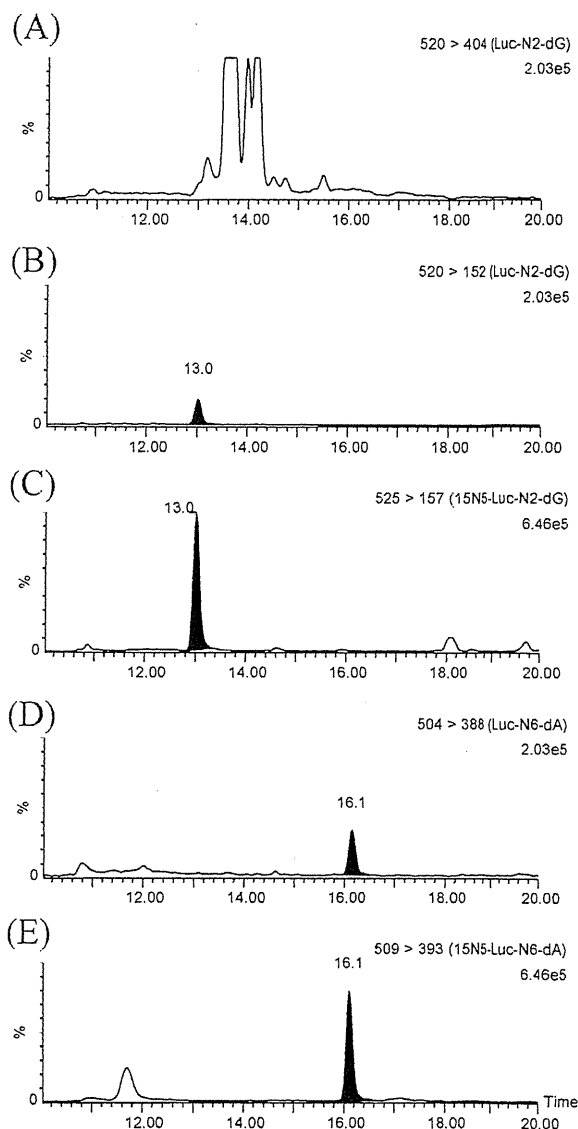 (A)
520 > 404 (Luc-N2-dG)
2.03e5
%
0
12.00 14.00 16.00 18.00 20.00
(B)
520 > 152 (Luc-N2-dG)
2.03e5
13.0
%
0
12.00 14.00 16.00 18.00 20.00
(C)
525 > 157 (15N5-Luc-N2-dG)
6.46e5
13.0
%
0
12.00 14.00 16.00 18.00 20.00
(D)
504 > 388 (Luc-N6-dA)
2.03e5
16.1
%
0
12.00 14.00 16.00 18.00 20.00
(E)
509 > 393 (15N5-Luc-N6-dA)
6.46e5
16.1
%
0
Time
12.00 14.00 16.00 18.00 20.00